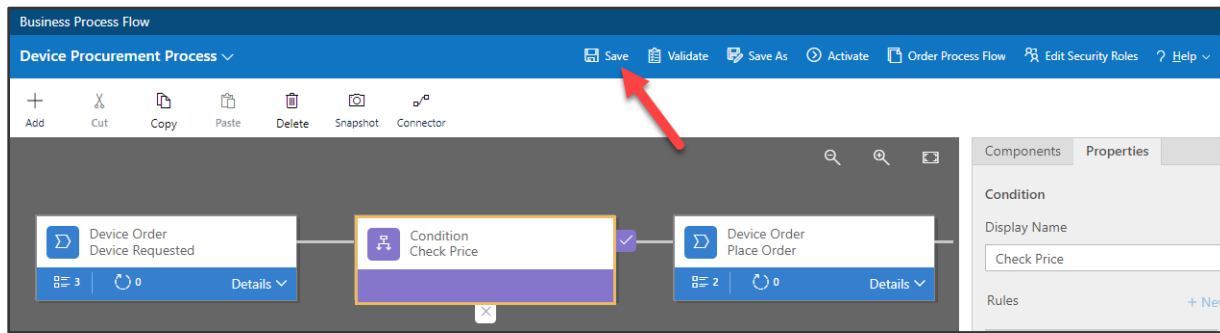 Business Process Flow
Device Procurement Process
Save Validate Save As Activate Order Process Flow Edit Security Roles ? Help
Add Cut Copy Paste Delete Snapshot Connector
Components Properties
Condition
Display Name
Check Price
Rules + New
Device Order
Device Requested
3 0 Details
Condition
Check Price
Device Order
Place Order
2 0 Details